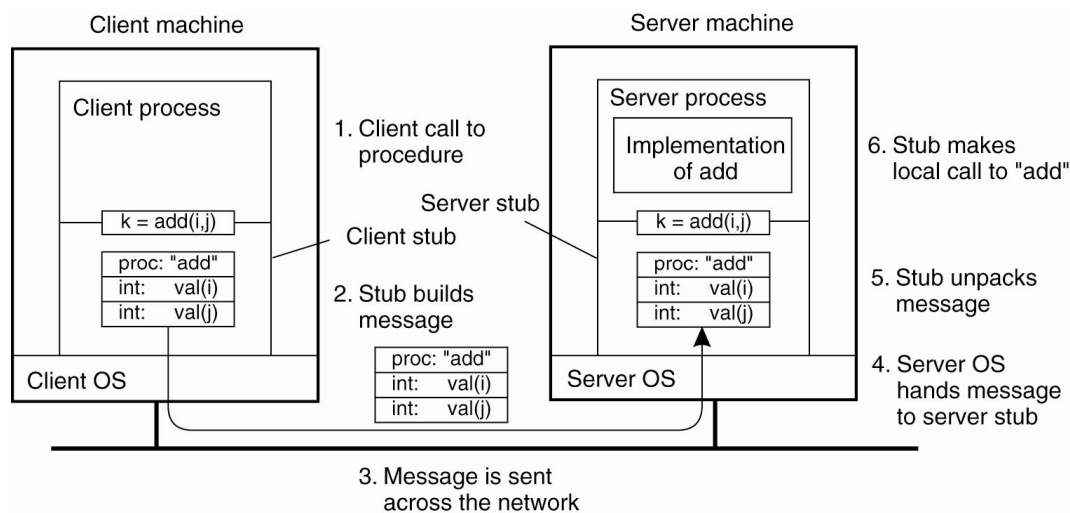 Client machine
Server machine
Client process
1. Client call to
procedure
Server process
Implementation
of add
6. Stub makes
local call to "add"
Server stub
k = add(i,j)
k = add(i,j)
Client stub
proc: "add"
int: val(i)
int: val(j)
2. Stub builds
message
proc: "add"
int: val(i)
int: val(j)
5. Stub unpacks
message
proc: "add"
int: val(i)
int: val(j)
Client OS
Server OS
4. Server OS
hands message
to server stub
3. Message is sent
across the network